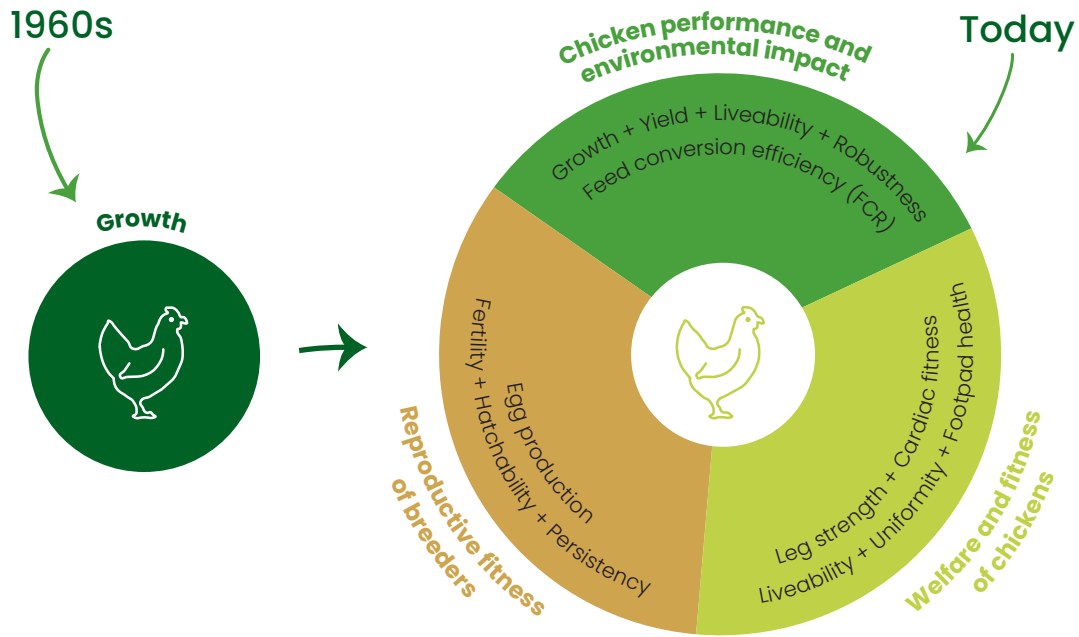 1960s
Growth
Today
Chicken performance and
environmental impact
Growth + Yield + Liveability + Robustness
Feed conversion efficiency (FCR)
Leg strength + Cardiac fitness
Liveability + Uniformity + Footpad health
Welfare and fitness
of chickens
Egg production
Fertility + Hatchability + Persistency
Reproductive fitness
of breeders